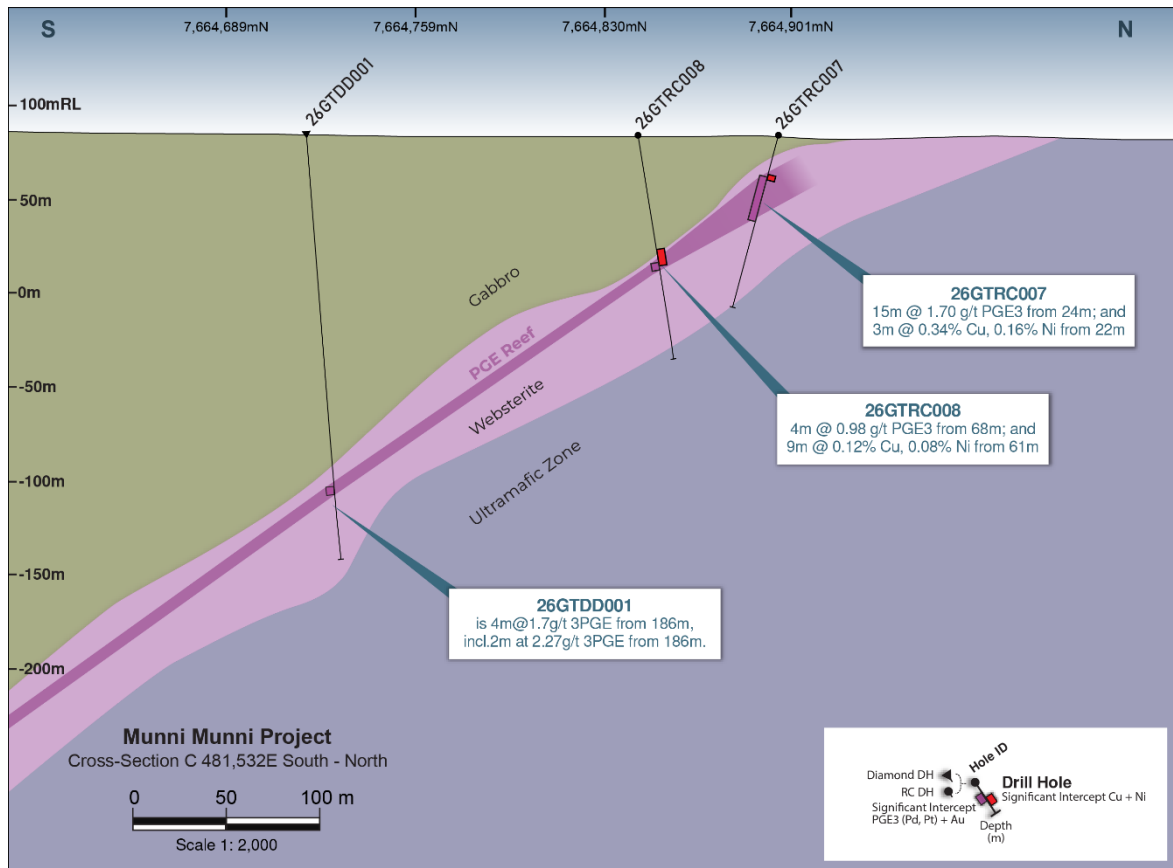 S
7,664,689mN
7,664,759mN
7,664,830mN
7,664,901mN
N
100mRL
26GTDD001
26GTRC008
26GTRC007
50m
0m
-50m
-100m
-150m
-200m
Gabbro
PGE Reef
Websterite
Ultramafic Zone
26GTRC007
15m @ 1.70 g/t PGE3 from 24m; and
3m @ 0.34% Cu, 0.16% Ni from 22m
26GTRC008
4m @ 0.98 g/t PGE3 from 68m; and
9m @ 0.12% Cu, 0.08% Ni from 61m
26GTDD001
is 4m@1.7g/t 3PGE from 186m,
incl.2m at 2.27g/t 3PGE from 186m.
Munni Munni Project
Cross-Section C 481,532E South - North
0 50 100 m
Scale 1: 2,000
Hole ID
Diamond DH
RC DH
Drill Hole
Significant Intercept Cu + Ni
Significant Intercept
PGE3 (Pd, Pt) + Au
Depth
(m)